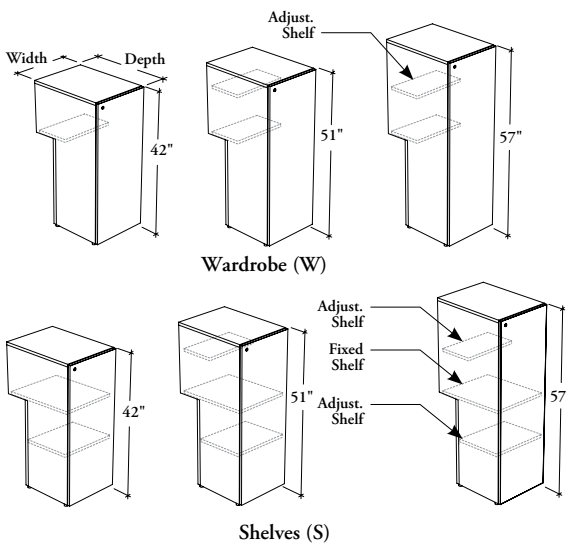 Adjust.
Shelf
Width
Depth
42"
51"
57"
Wardrobe (W)
Adjust.
Shelf
Fixed
Shelf
Adjust.
Shelf
42"
51"
57
Shelves (S)